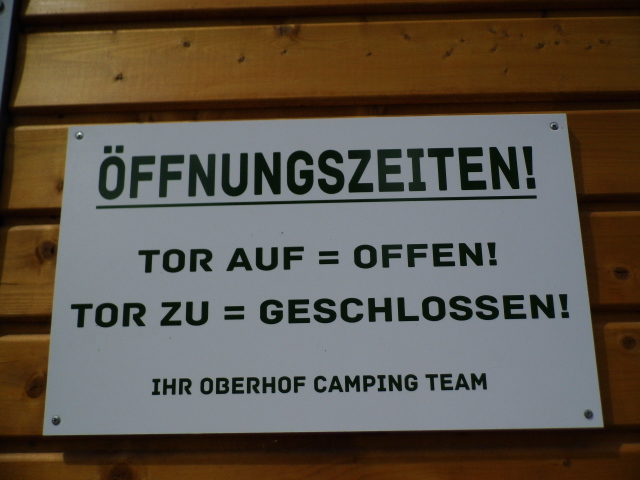 ÖFFNUNGSZEITEN!
TOR AUF = OFFEN!
TOR ZU = GESCHLOSSEN!
IHR OBERHOF CAMPING TEAM